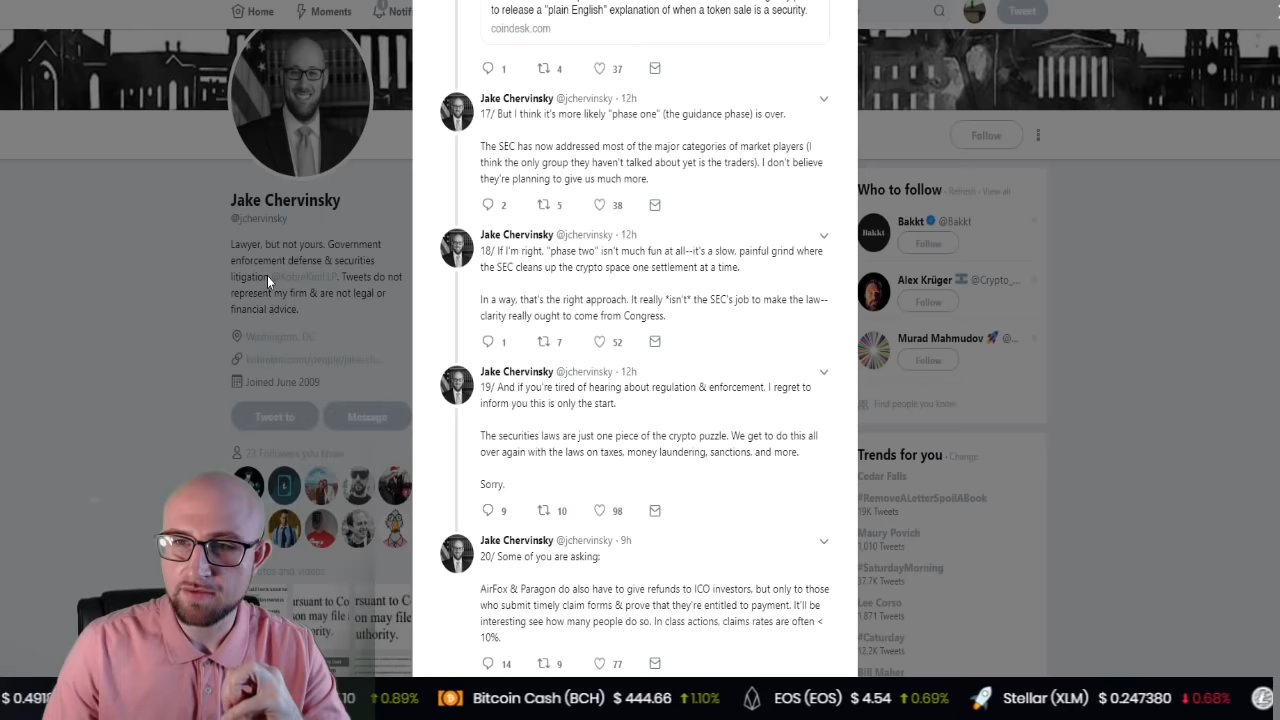 Home
Moments
Notif
Tweet
to release a "plain English" explanation of when a token sale is a security.
coindesk.com
1 4 37
Jake Chervinsky @jchervinsky · 12h
17/ But I think it's more likely "phase one" (the guidance phase) is over.
The SEC has now addressed most of the major categories of market players (I
think the only group they haven't talked about yet is the traders). I don't believe
they're planning to give us much more.
2 5 38
Jake Chervinsky @jchervinsky · 12h
18/ If I'm right, "phase two" isn't much fun at all--it's a slow, painful grind where
the SEC cleans up the crypto space one settlement at a time.
In a way, that's the right approach. It really *isn't* the SEC's job to make the law--
clarity really ought to come from Congress.
1 7 52
Jake Chervinsky @jchervinsky · 12h
19/ And if you're tired of hearing about regulation & enforcement, I regret to
inform you this is only the start.
The securities laws are just one piece of the crypto puzzle. We get to do this all
over again with the laws on taxes, money laundering, sanctions, and more.
Sorry.
9 10 98
Jake Chervinsky @jchervinsky · 9h
20/ Some of you are asking:
AirFox & Paragon do also have to give refunds to ICO investors, but only to those
who submit timely claim forms & prove that they're entitled to payment. It'll be
interesting see how many people do so. In class actions, claims rates are often <
10%.
14 9 77
Jake Chervinsky
@jchervinsky
Lawyer, but not yours. Government
enforcement defense & securities
litigation @KobreKimLLP. Tweets do not
represent my firm & are not legal or
financial advice.
Washington, DC
Joined June 2009
Tweet to
Message
23 Followers you know
otos and videos
rsuant to Co
on may file
uthority.
Follow
Who to follow · Refresh · View all
Bakkt @Bakkt
BAKKT
Follow
Alex Krüger @Crypto_...
Follow
Murad Mahmudov @...
Follow
Find people you know
Trends for you · Change
Cedar Falls
#RemoveALetterSpoilABook
19K Tweets
Maury Povich
1,010 Tweets
#SaturdayMorning
37.7K Tweets
Lee Corso
1,871 Tweets
#Caturday
12.2K Tweets
Bill Maher
10 0.89% Bitcoin Cash (BCH) $ 444.66 1.10% EOS (EOS) $ 4.54 0.69% Stellar (XLM) $ 0.247380 0.68%